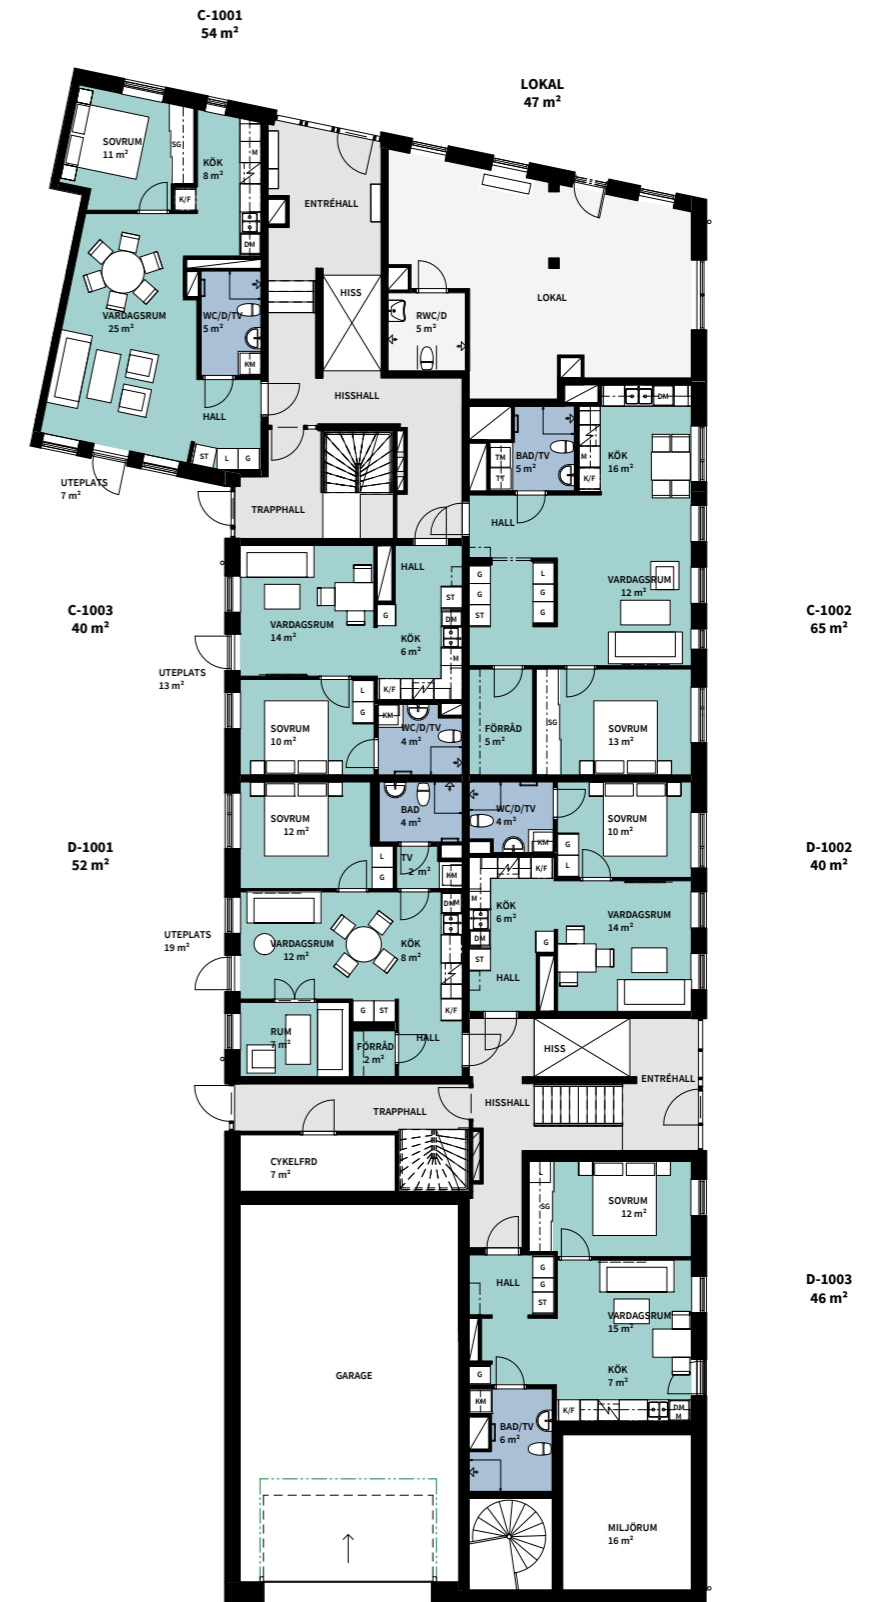 C-1001
54 m²
LOKAL
47 m²
SOVRUM
11 m²
SG
KÖK
8 m²
M
K/F
DM
ENTRÉHALL
VARDAGSRUM
25 m²
WC/D/TV
5 m²
KM
HISS
RWC/D
5 m²
LOKAL
HALL
ST
L
G
HISSHALL
DM
UTEPLATS
7 m²
TRAPPHALL
TM
TT
BAD/TV
5 m²
M
K/F
KÖK
16 m²
HALL
C-1003
40 m²
HALL
VARDAGSRUM
14 m²
G
ST
DM
KÖK
6 m²
M
K/F
G
G
ST
L
G
G
VARDAGSRUM
12 m²
C-1002
65 m²
UTEPLATS
13 m²
L
G
SOVRUM
10 m²
KM
WC/D/TV
4 m²
FÖRRÅD
5 m²
SG
SOVRUM
13 m²
D-1001
52 m²
SOVRUM
12 m²
BAD
4 m²
L
G
TV
2 m²
KM
WC/D/TV
4 m²
KM
SOVRUM
10 m²
G
L
K/F
D-1002
40 m²
UTEPLATS
19 m²
VARDAGSRUM
12 m²
KÖK
8 m²
DM
M
K/F
M
KÖK
6 m²
DM
ST
G
VARDAGSRUM
14 m²
HALL
G
ST
RUM
7 m²
FÖRRÅD
2 m²
HALL
HISS
ENTRÉHALL
HISSHALL
TRAPPHALL
CYKELFRD
7 m²
L
SG
SOVRUM
12 m²
HALL
G
G
ST
D-1003
46 m²
VARDAGSRUM
15 m²
GARAGE
G
KÖK
7 m²
KM
K/F
DM
M
BAD/TV
6 m²
MILJÖRUM
16 m²